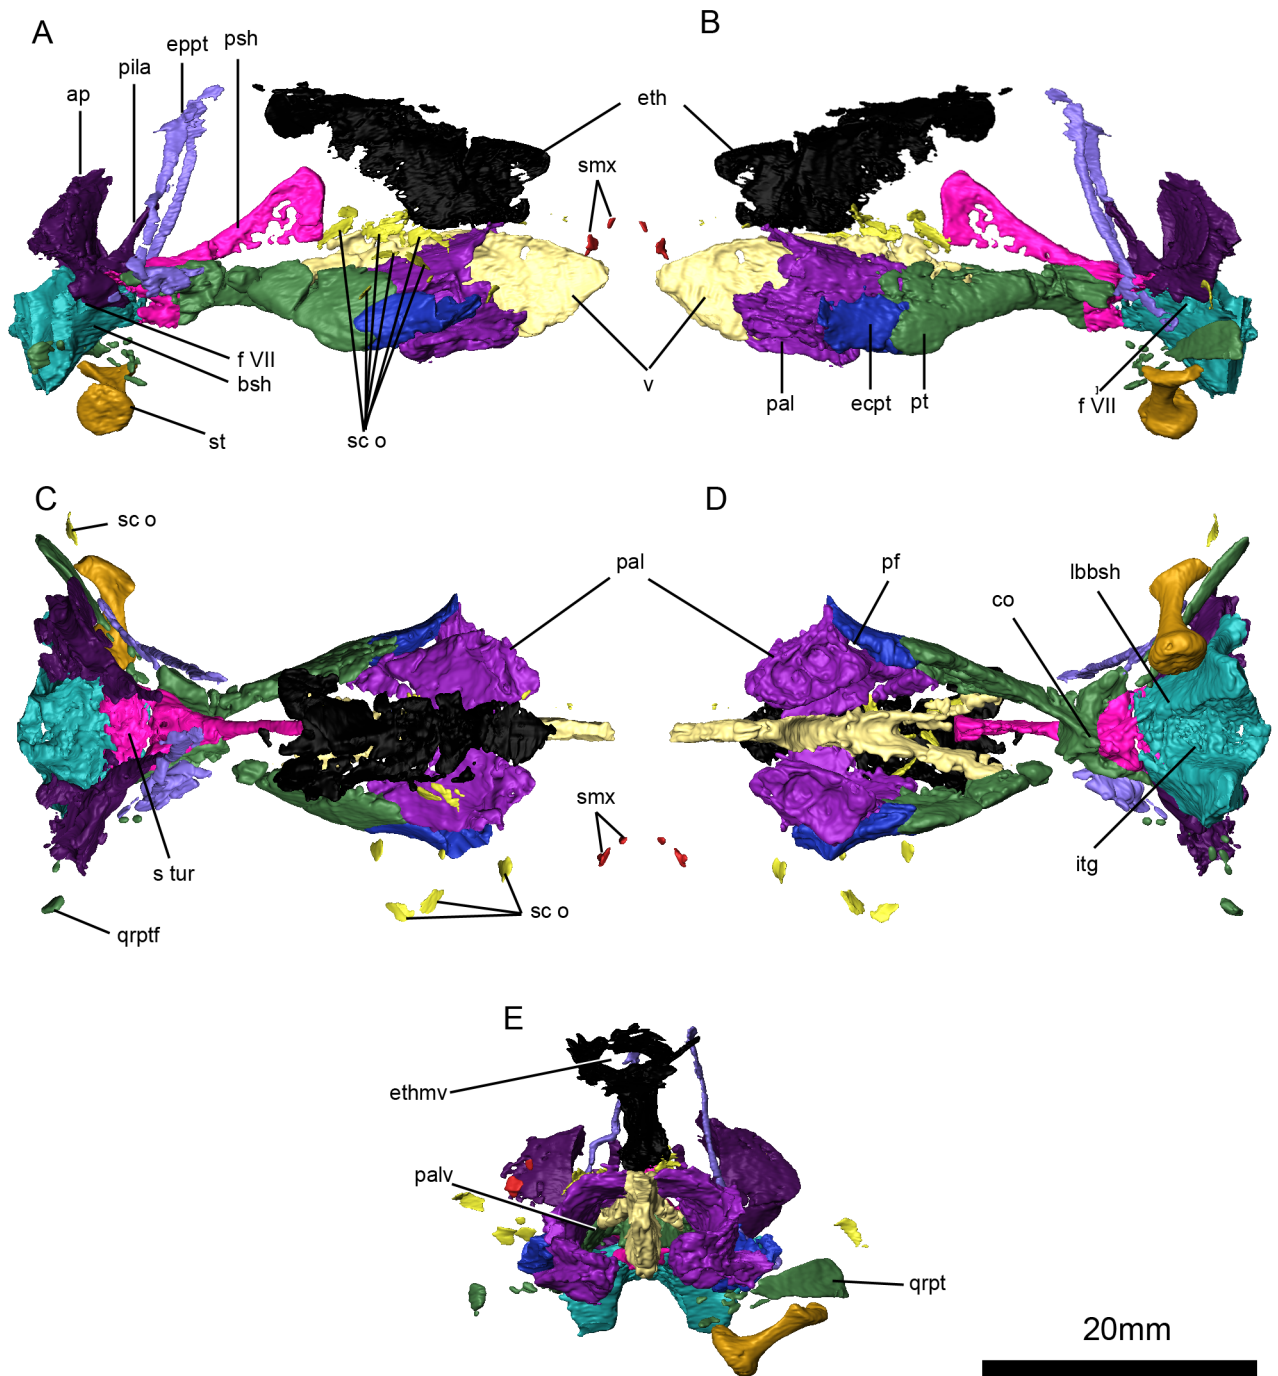 A
B
eppt
psh
pila
ap
eth
smx
f VII
bsh
st
sc o
v
pal
ecpt
pt
f VII
C
D
sc o
pal
pf
lbbsh
co
smx
s tur
itg
sc o
qrptf
E
ethmv
palv
qrpt
20mm